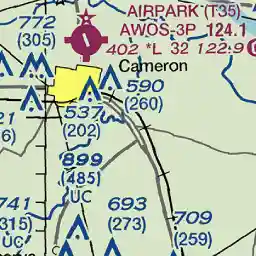 772
(305)
AIRPARK (T35)
AWOS-3P 124.1
402 *L 32 122.9
Cameron
590
(260)
537
(202)
899
(485)
UC
741
315)
UC
693
(273)
709
(259)